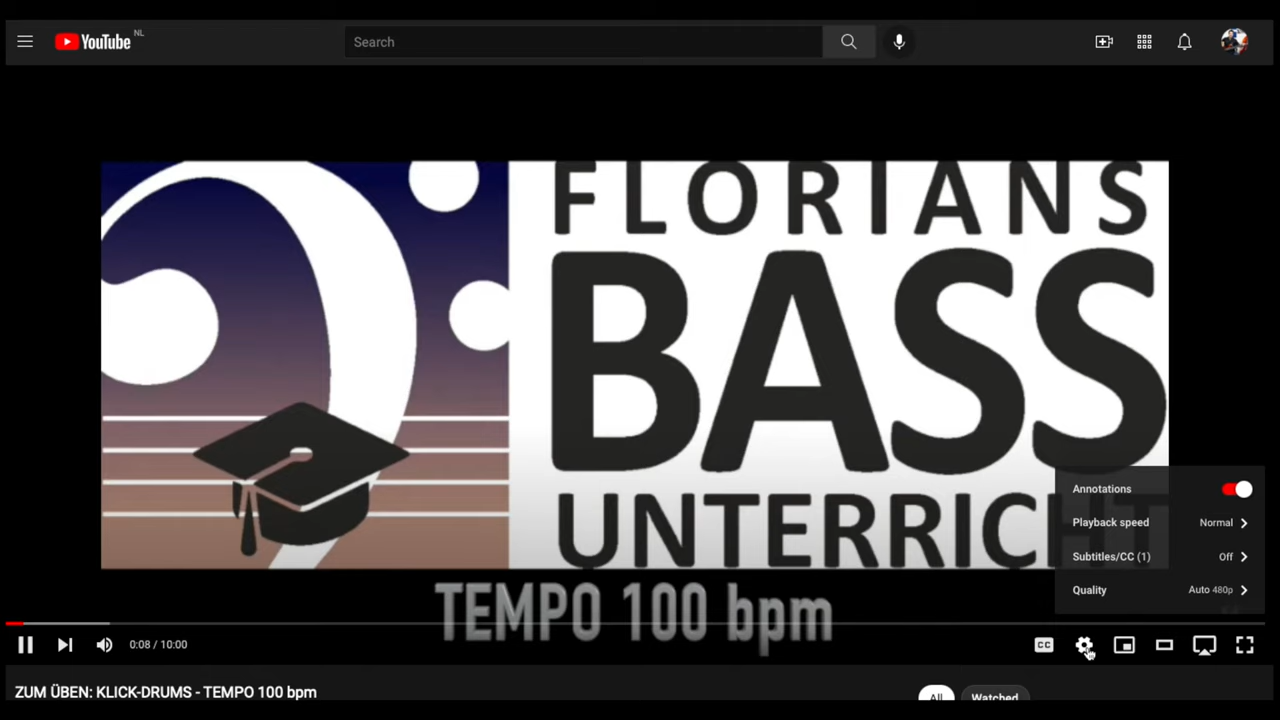 YouTube NL
Search
FLORIANS
BASS
UNTERRICHT
Annotations
Playback speed Normal
Subtitles/CC (1) Off
Quality Auto 480p
TEMPO 100 bpm
0:08 / 10:00
CC
ZUM ÜBEN: KLICK-DRUMS - TEMPO 100 bpm
All Watched